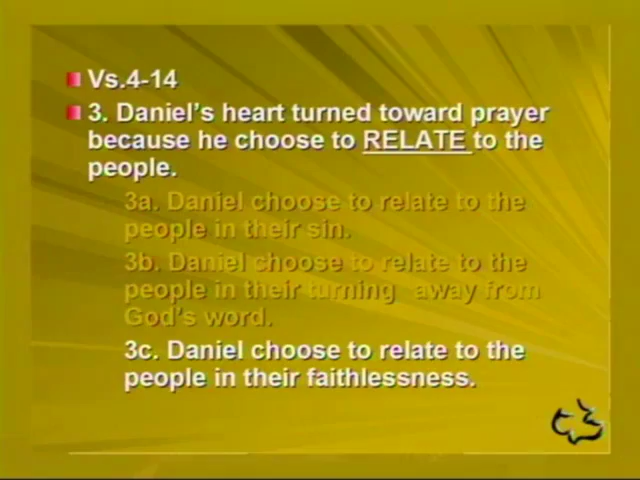 Vs.4-14
3. Daniel's heart turned toward prayer
because he choose to RELATE to the
people.
3a. Daniel choose to relate to the
people in their sin.
3b. Daniel choose to relate to the
people in their turning away from
God's word.
3c. Daniel choose to relate to the
people in their faithlessness.